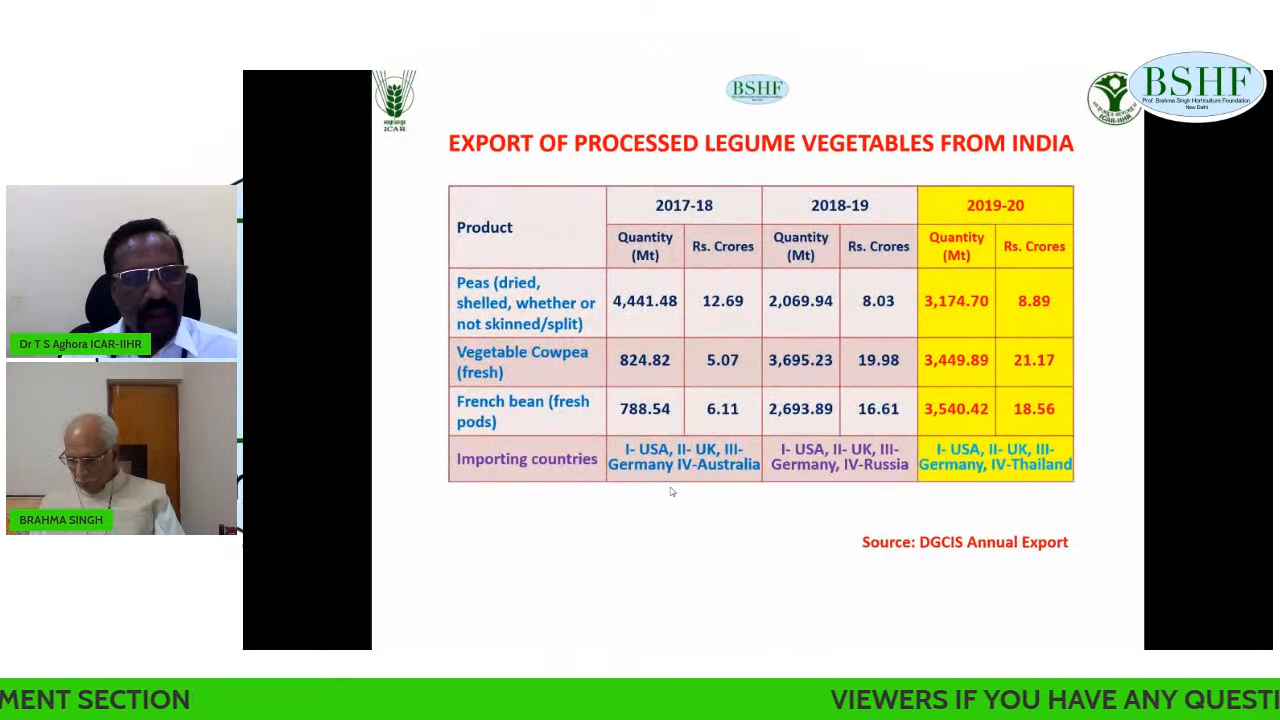 BSHF
Prof. Brahma Singh Horticulture Foundation
New Delhi
ICAR
BSHF
ICAR-IIHR
EXPORT OF PROCESSED LEGUME VEGETABLES FROM INDIA
Product
2017-18
2018-19
2019-20
Quantity
(Mt)
Rs. Crores
Quantity
(Mt)
Rs. Crores
Quantity
(Mt)
Rs. Crores
Peas (dried,
shelled, whether or
not skinned/split)
4,441.48
12.69
2,069.94
8.03
3,174.70
8.89
Vegetable Cowpea
(fresh)
824.82
5.07
3,695.23
19.98
3,449.89
21.17
French bean (fresh
pods)
788.54
6.11
2,693.89
16.61
3,540.42
18.56
Importing countries
I- USA, II- UK, III-
Germany IV-Australia
I- USA, II- UK, III-
Germany, IV-Russia
I- USA, II- UK, III-
Germany, IV-Thailand
Source: DGCIS Annual Export
Dr T S Aghora ICAR-IIHR
BRAHMA SINGH
MENT SECTION
VIEWERS IF YOU HAVE ANY QUESTI